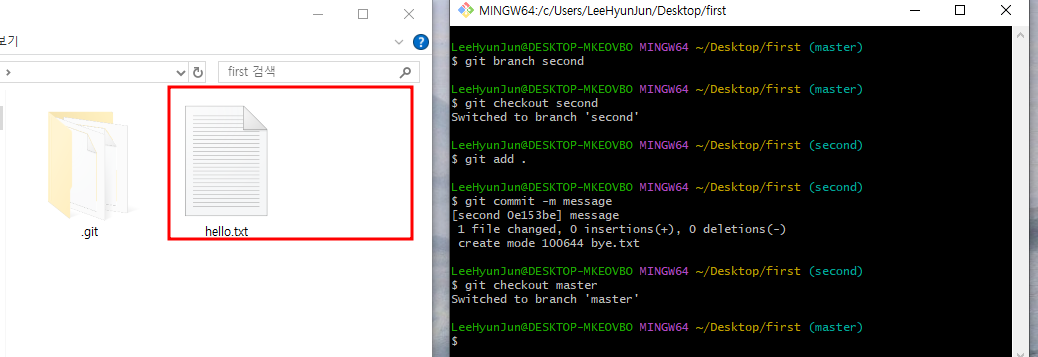 보기
first 검색
.git
hello.txt
MINGW64:/c/Users/LeeHyunJun/Desktop/first
LeeHyunJun@DESKTOP-MKEOVBO MINGW64 ~/Desktop/first (master)
$ git branch second
LeeHyunJun@DESKTOP-MKEOVBO MINGW64 ~/Desktop/first (master)
$ git checkout second
Switched to branch 'second'
LeeHyunJun@DESKTOP-MKEOVBO MINGW64 ~/Desktop/first (second)
$ git add .
LeeHyunJun@DESKTOP-MKEOVBO MINGW64 ~/Desktop/first (second)
$ git commit -m message
[second 0e153be] message
1 file changed, 0 insertions(+), 0 deletions(-)
create mode 100644 bye.txt
LeeHyunJun@DESKTOP-MKEOVBO MINGW64 ~/Desktop/first (second)
$ git checkout master
Switched to branch 'master'
LeeHyunJun@DESKTOP-MKEOVBO MINGW64 ~/Desktop/first (master)
$